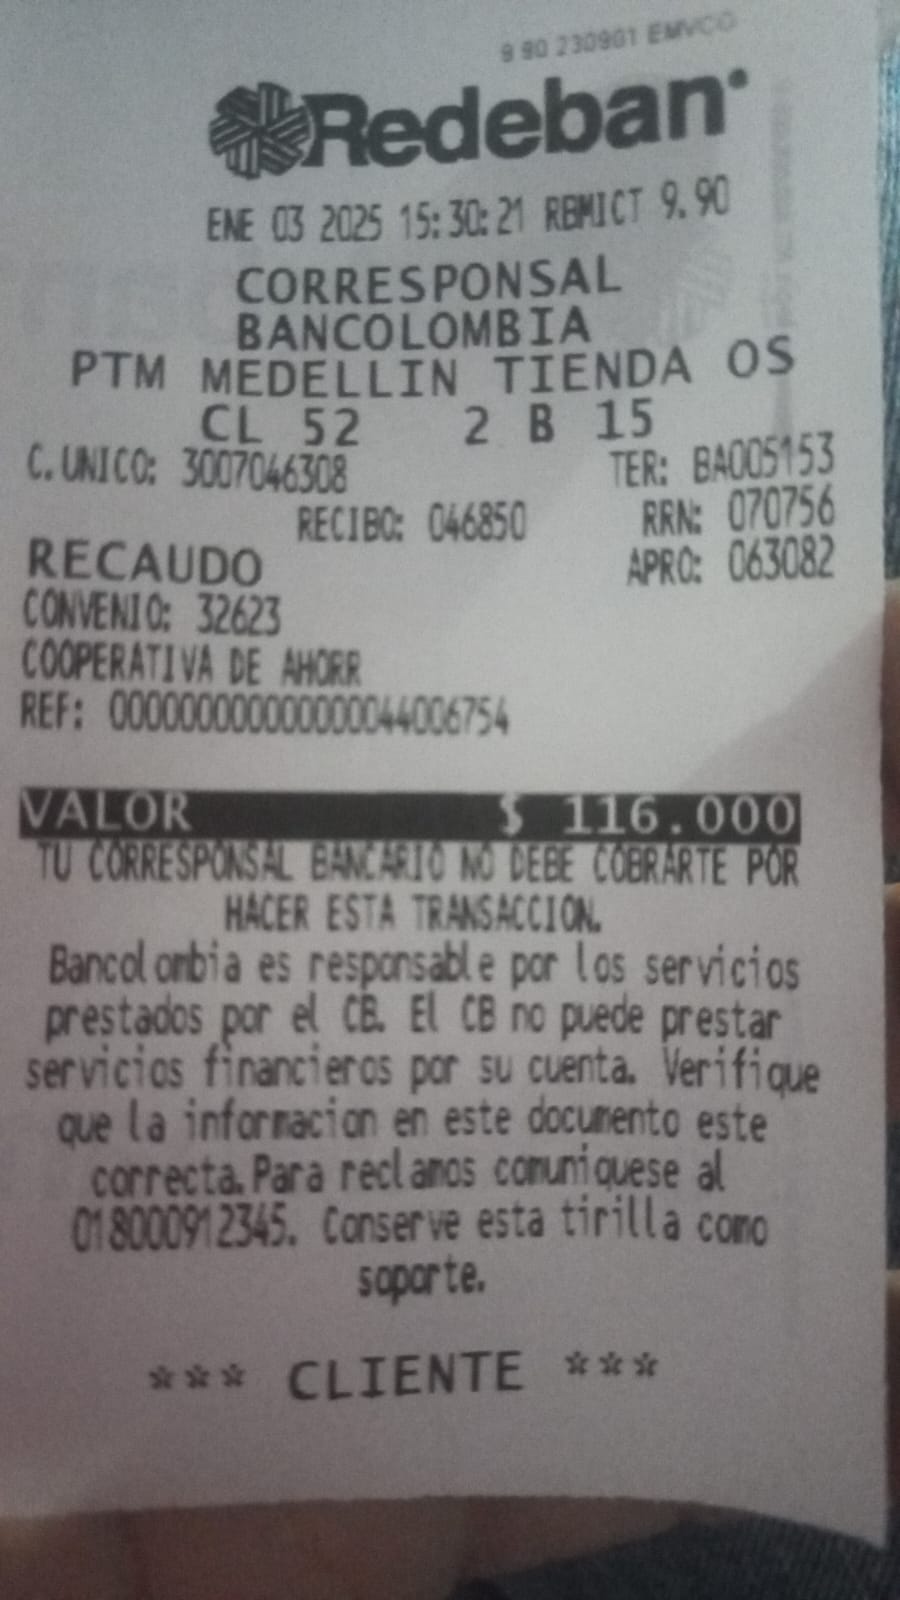 9 90 230901 EMVCO
Redeban
ENE 03 2025 15:30:21 RBMICT 9.90
CORRESPONSAL
BANCOLOMBIA
PTM MEDELLIN TIENDA OS
CL 52 2 B 15
C.UNICO: 3007046308 TER: BA005153
RECIBO: 046850 RRN: 070756
RECAUDO APRO: 063082
CONVENIO: 32623
COOPERATIVA DE AHORR
REF: 000000000000000044006754
VALOR $ 116.000
TU CORRESPONSAL BANCARIO NO DEBE COBRARTE POR
HACER ESTA TRANSACCION.
Bancolombia es responsable por los servicios
prestados por el CB. El CB no puede prestar
servicios financieros por su cuenta. Verifique
que la informacion en este documento este
correcta.Para reclamos comuniquese al
018000912345. Conserve esta tirilla como
soporte.
*** CLIENTE ***